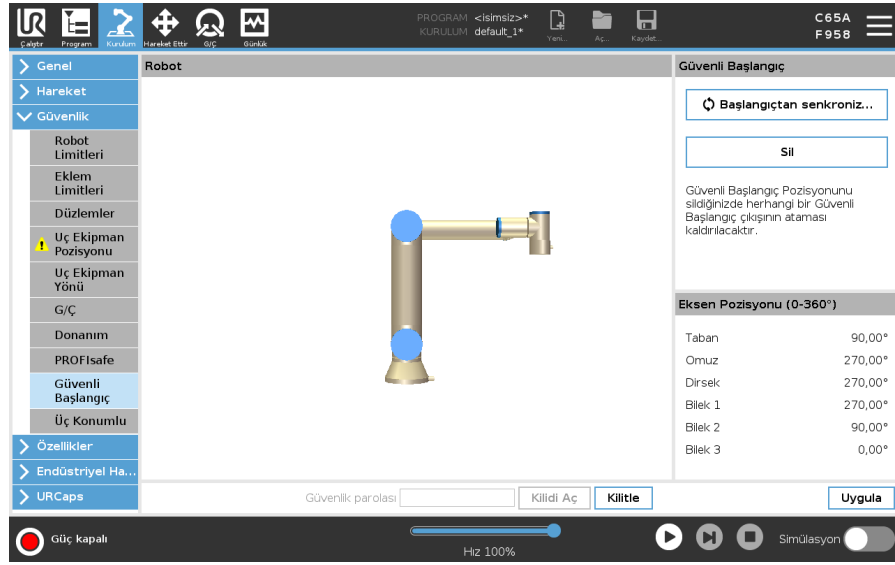 PROGRAM <isimsiz>*
KURULUM default_1*
C65A
F958
Çalıştır
Program
Kurulum
Hareket Ettir
G/Ç
Günlük
Yeni...
Aç...
Kaydet...
Genel
Hareket
Güvenlik
Robot
Limitleri
Eklem
Limitleri
Düzlemler
Uç Ekipman
Pozisyonu
Uç Ekipman
Yönü
G/Ç
Donanım
PROFIsafe
Güvenli
Başlangıç
Üç Konumlu
Özellikler
Endüstriyel Ha...
URCaps
Robot
Güvenlik parolası
Kilidi Aç
Kilitle
Güvenli Başlangıç
Başlangıçtan senkroniz...
Sil
Güvenli Başlangıç Pozisyonunu
sildiğinizde herhangi bir Güvenli
Başlangıç çıkışının ataması
kaldırılacaktır.
Eksen Pozisyonu (0-360°)
Taban 90,00°
Omuz 270,00°
Dirsek 270,00°
Bilek 1 270,00°
Bilek 2 90,00°
Bilek 3 0,00°
Uygula
Güç kapalı
Hız 100%
Simülasyon